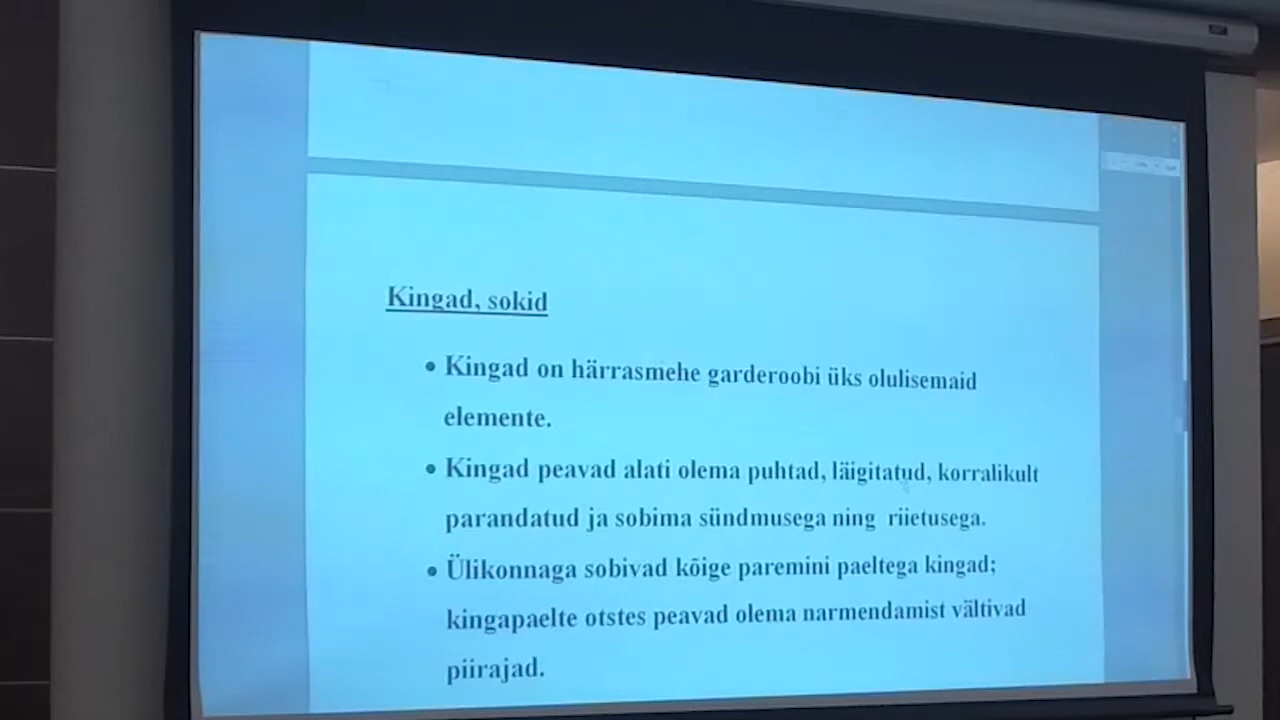 Kingad, sokid
• Kingad on härrasmehe garderoobi üks olulisemaid
elemente.
• Kingad peavad alati olema puhtad, läigitatud, korralikult
parandatud ja sobima sündmusega ning riietusega.
• Ülikonnaga sobivad kõige paremini paeltega kingad;
kingapaelte otstes peavad olema narmendamist vältivad
piirajad.